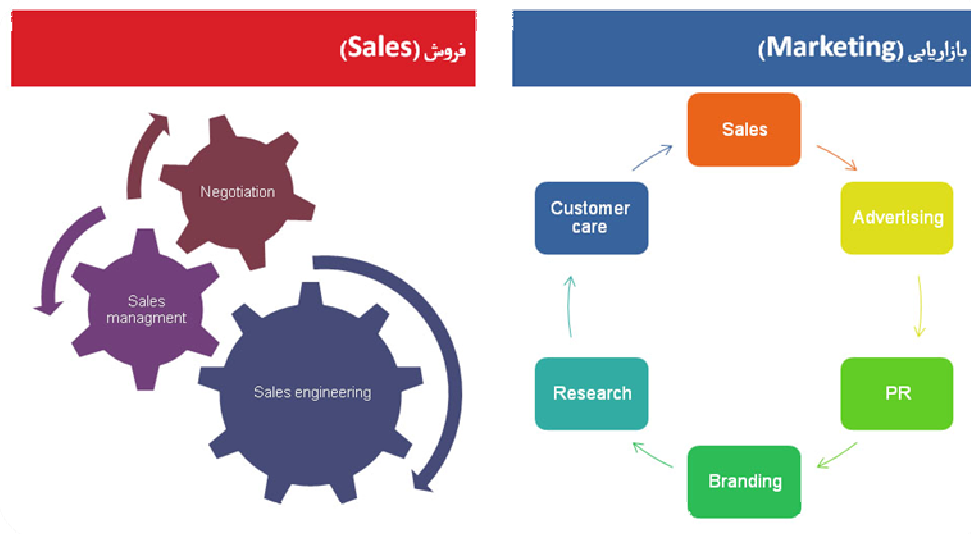 فروش (Sales)
Negotiation
Sales
managment
Sales engineering
بازاریابی (Marketing)
Sales
Advertising
PR
Branding
Research
Customer
care